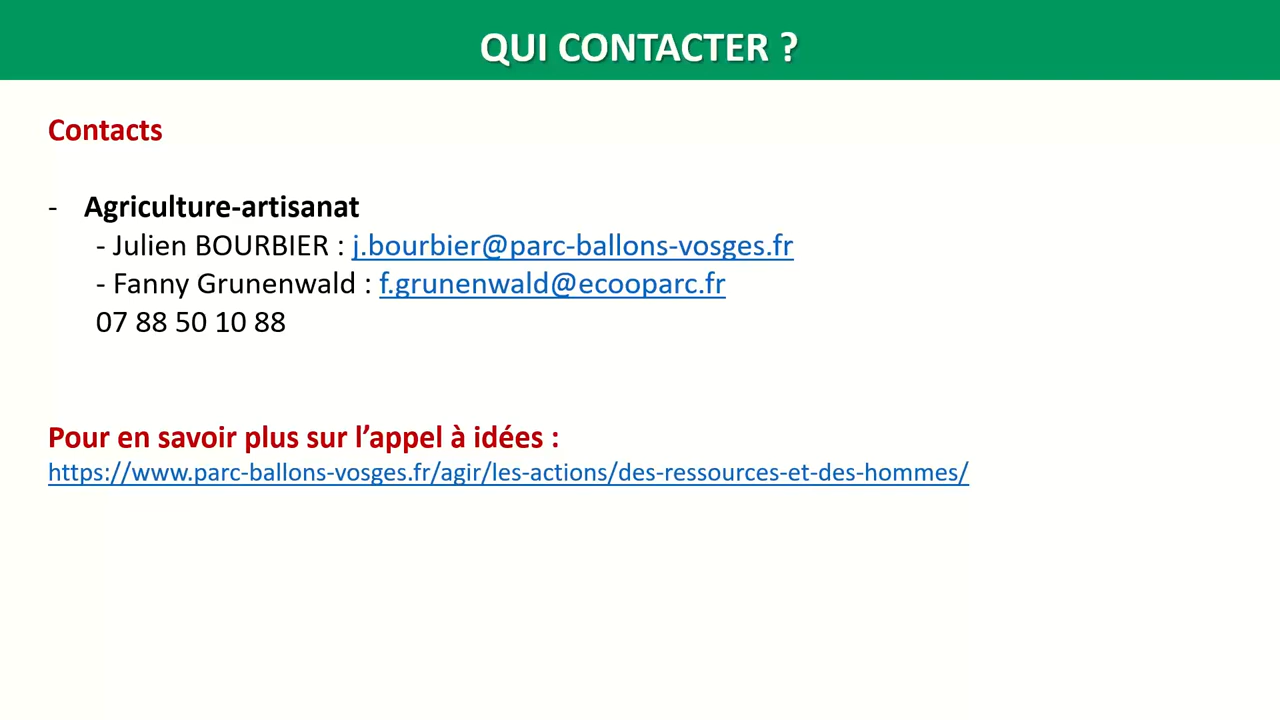 QUI CONTACTER ?
Contacts
- Agriculture-artisanat
- Julien BOURBIER : j.bourbier@parc-ballons-vosges.fr
- Fanny Grunenwald : f.grunenwald@ecooparc.fr
07 88 50 10 88
Pour en savoir plus sur l’appel à idées :
https://www.parc-ballons-vosges.fr/agir/les-actions/des-ressources-et-des-hommes/